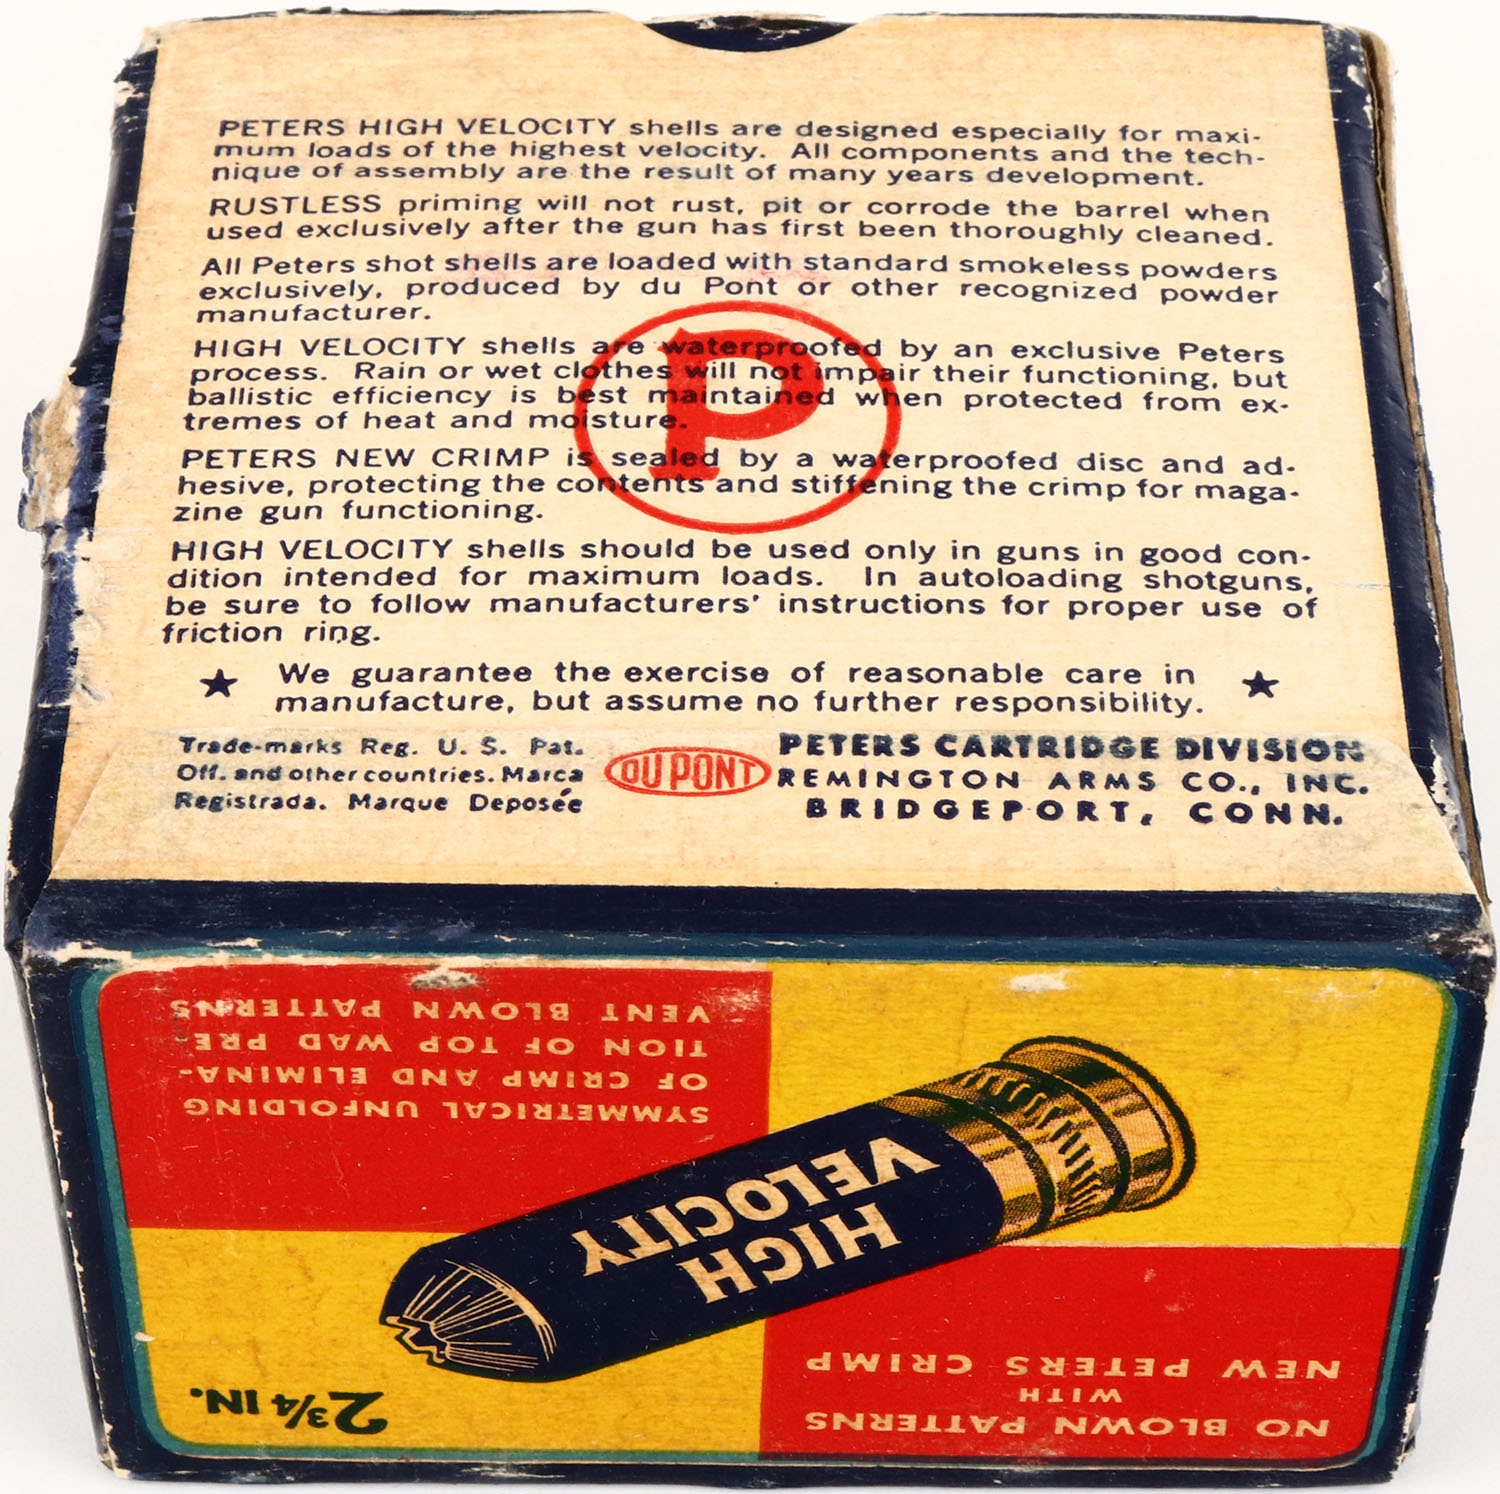 PETERS HIGH VELOCITY shells are designed especially for maxi-
mum loads of the highest velocity. All components and the tech-
nique of assembly are the result of many years development.
RUSTLESS priming will not rust, pit or corrode the barrel when
used exclusively after the gun has first been thoroughly cleaned.
All Peters shot shells are loaded with standard smokeless powders
exclusively, produced by du Pont or other recognized powder
manufacturer.
HIGH VELOCITY shells are waterproofed by an exclusive Peters
process. Rain or wet clothes will not impair their functioning, but
ballistic efficiency is best maintained when protected from ex-
tremes of heat and moisture.
P
PETERS NEW CRIMP is sealed by a waterproofed disc and ad-
hesive, protecting the contents and stiffening the crimp for maga-
zine gun functioning.
HIGH VELOCITY shells should be used only in guns in good con-
dition intended for maximum loads. In autoloading shotguns,
be sure to follow manufacturers' instructions for proper use of
friction ring.
★ We guarantee the exercise of reasonable care in ★
manufacture, but assume no further responsibility.
Trade-marks Reg. U. S. Pat.
Off. and other countries. Marca
Registrada. Marque Deposée
DU PONT
PETERS CARTRIDGE DIVISION
REMINGTON ARMS CO., INC.
BRIDGEPORT, CONN.
NO BLOWN PATTERNS
WITH
NEW PETERS CRIMP
2¾ IN.
HIGH
VELOCITY
SYMMETRICAL UNFOLDING
OF CRIMP AND ELIMINA-
TION OF TOP WAD PRE
VENT BLOWN PATTERNS